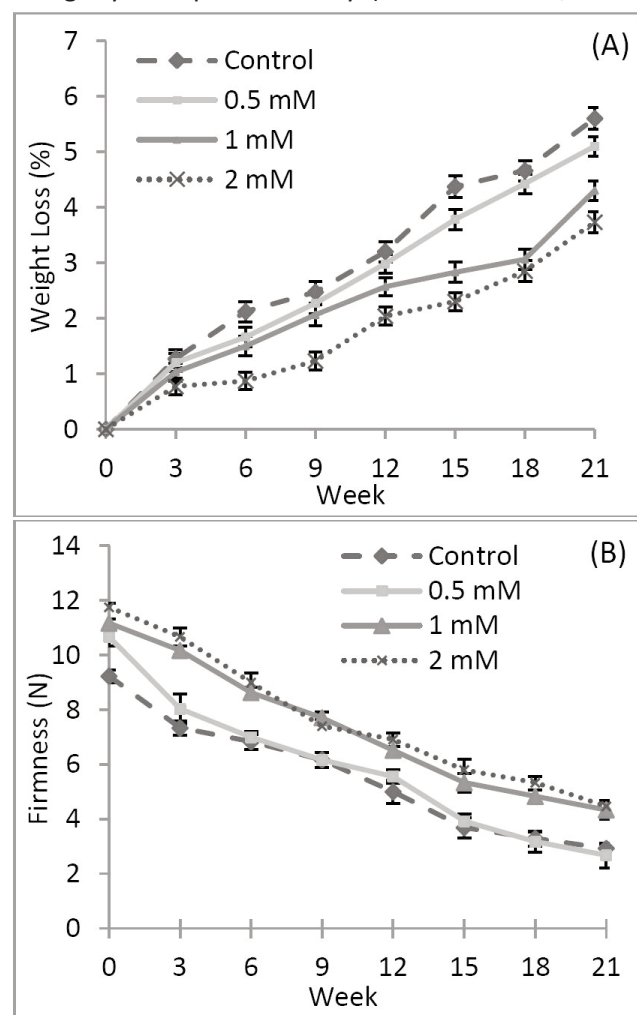 (A)
Control
0.5 mM
1 mM
2 mM
Weight Loss (%)
7
6
5
4
3
2
1
0
0 3 6 9 12 15 18 21
Week
(B)
Control
0.5 mM
1 mM
2 mM
Firmness (N)
14
12
10
8
6
4
2
0
0 3 6 9 12 15 18 21
Week